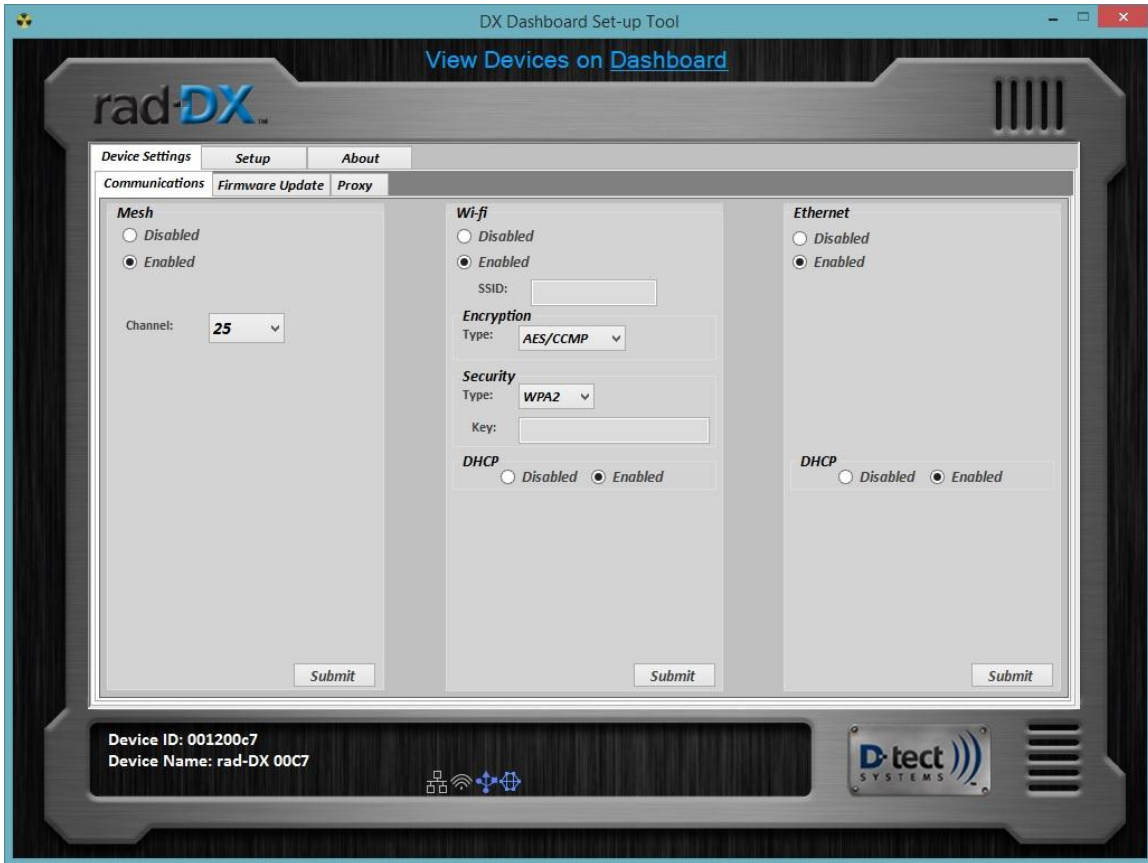 DX Dashboard Set-up Tool
View Devices on Dashboard
rad-DX™
Device Settings Setup About
Communications Firmware Update Proxy
Mesh
Disabled
Enabled
Channel: 25
Submit
Wi-fi
Disabled
Enabled
SSID:
Encryption
Type: AES/CCMP
Security
Type: WPA2
Key:
DHCP
Disabled Enabled
Submit
Ethernet
Disabled
Enabled
DHCP
Disabled Enabled
Submit
Device ID: 001200c7
Device Name: rad-DX 00C7
D-tect
SYSTEMS